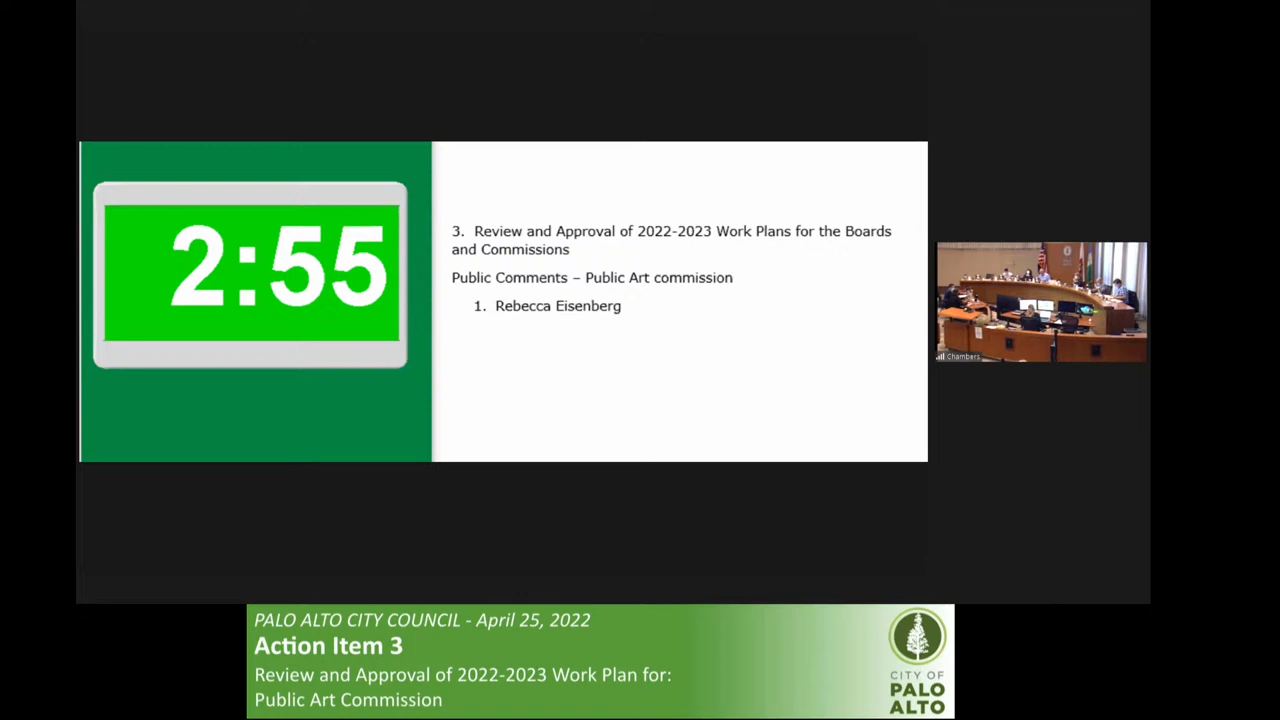 2:55
3. Review and Approval of 2022-2023 Work Plans for the Boards
and Commissions
Public Comments – Public Art commission
1. Rebecca Eisenberg
Chambers
PALO ALTO CITY COUNCIL - April 25, 2022
Action Item 3
Review and Approval of 2022-2023 Work Plan for:
Public Art Commission
CITY OF
PALO
ALTO